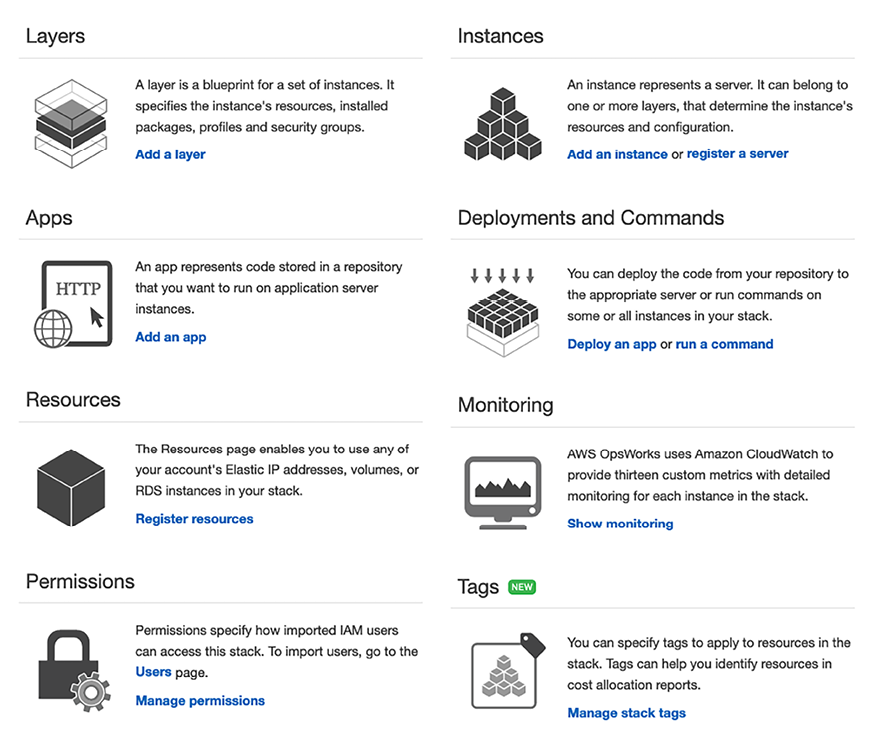 Layers
A layer is a blueprint for a set of instances. It
specifies the instance's resources, installed
packages, profiles and security groups.
Add a layer
Instances
An instance represents a server. It can belong to
one or more layers, that determine the instance's
resources and configuration.
Add an instance or register a server
Apps
HTTP
An app represents code stored in a repository
that you want to run on application server
instances.
Add an app
Deployments and Commands
You can deploy the code from your repository to
the appropriate server or run commands on
some or all instances in your stack.
Deploy an app or run a command
Resources
The Resources page enables you to use any of
your account's Elastic IP addresses, volumes, or
RDS instances in your stack.
Register resources
Monitoring
AWS OpsWorks uses Amazon CloudWatch to
provide thirteen custom metrics with detailed
monitoring for each instance in the stack.
Show monitoring
Permissions
Permissions specify how imported IAM users
can access this stack. To import users, go to the
Users page.
Manage permissions
Tags NEW
You can specify tags to apply to resources in the
stack. Tags can help you identify resources in
cost allocation reports.
Manage stack tags